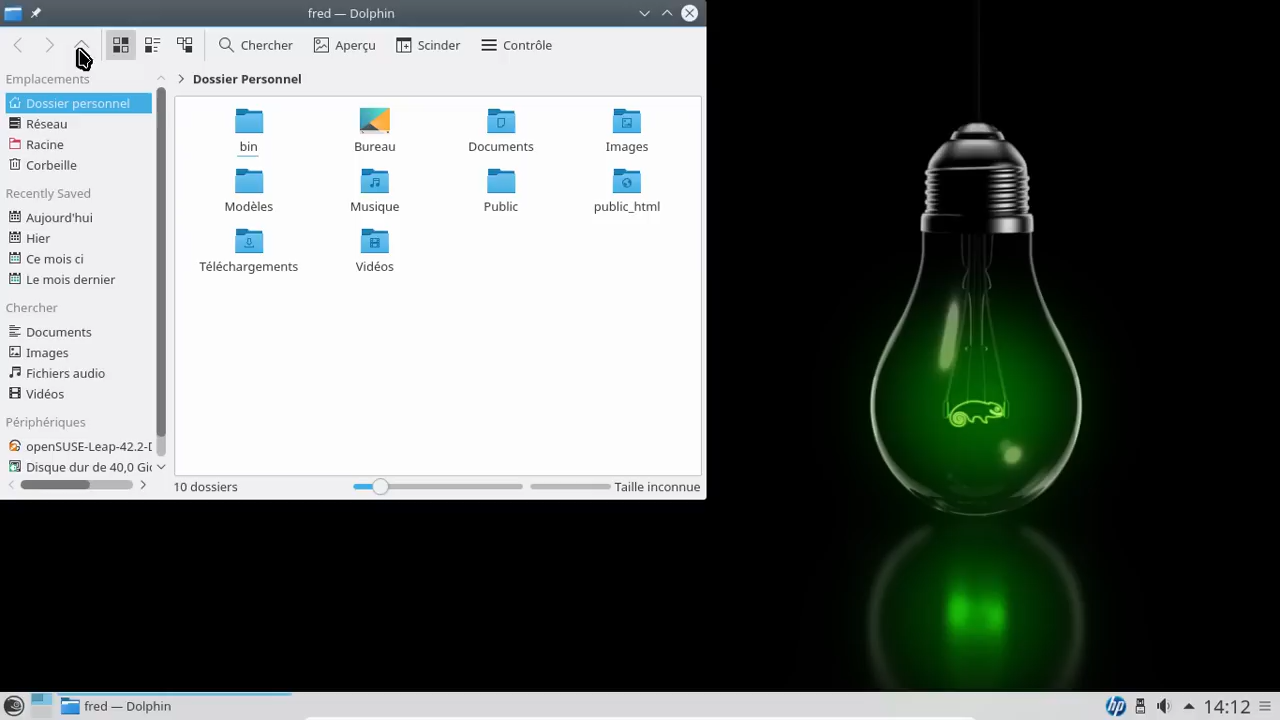 fred — Dolphin
Chercher
Aperçu
Scinder
Contrôle
Emplacements
Dossier personnel
Réseau
Racine
Corbeille
Recently Saved
Aujourd'hui
Hier
Ce mois ci
Le mois dernier
Chercher
Documents
Images
Fichiers audio
Vidéos
Périphériques
openSUSE-Leap-42.2-
Disque dur de 40,0 Gi
Dossier Personnel
bin
Bureau
Documents
Images
Modèles
Musique
Public
public_html
Téléchargements
Vidéos
10 dossiers
Taille inconnue
fred — Dolphin
hp
14:12